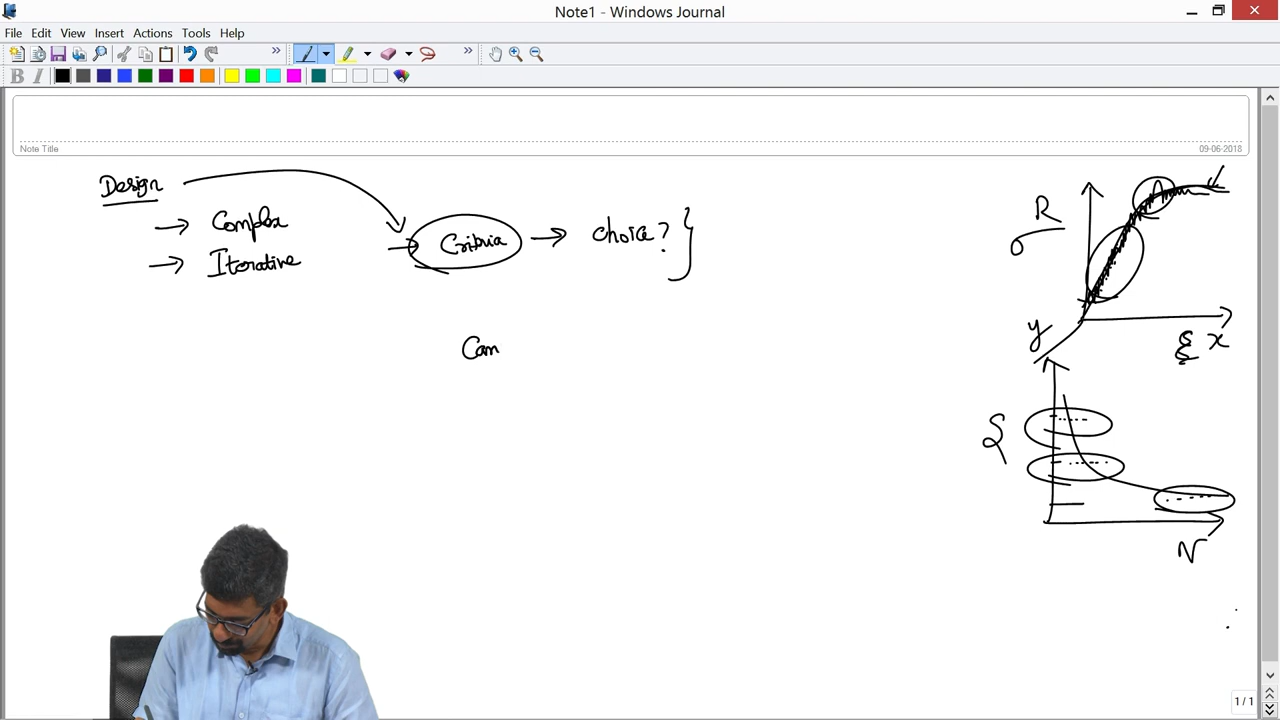 Note1 - Windows Journal
File Edit View Insert Actions Tools Help
Note Title
09-06-2018
Design
→ Complex
→ Iterative
→ Criteria → choice? }
Can
R
σ
y
ξ x
S
N
1 / 1